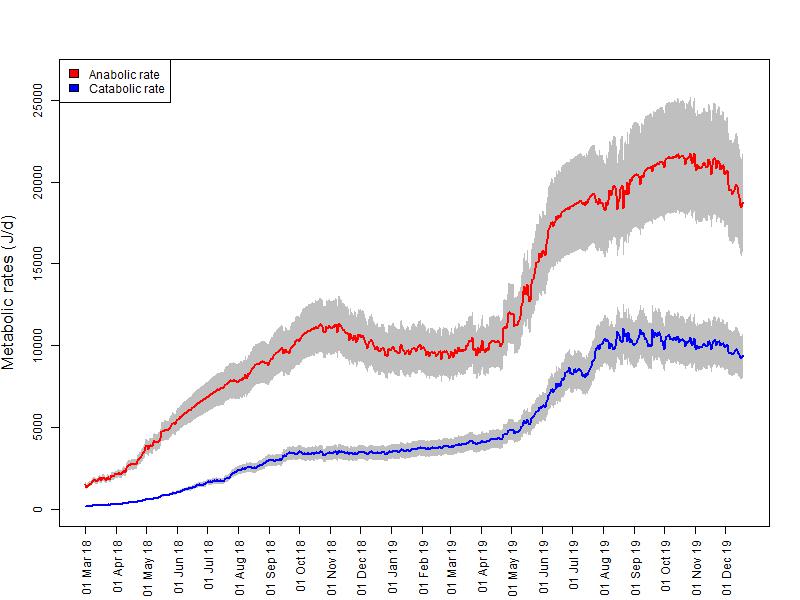 Anabolic rate
Catabolic rate
Metabolic rates (J/d)
25000
20000
15000
10000
5000
0
01 Mar 18
01 Apr 18
01 May 18
01 Jun 18
01 Jul 18
01 Aug 18
01 Sep 18
01 Oct 18
01 Nov 18
01 Dec 18
01 Jan 19
01 Feb 19
01 Mar 19
01 Apr 19
01 May 19
01 Jun 19
01 Jul 19
01 Aug 19
01 Sep 19
01 Oct 19
01 Nov 19
01 Dec 19